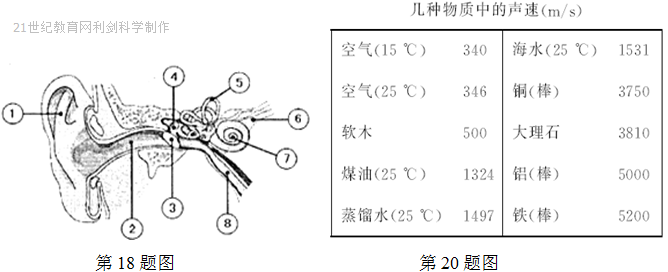 21世纪教育网利剑科学制作
1
2
3
4
5
6
7
8
第18题图
几种物质中的声速(m/s)
空气(15 ℃) 340 海水(25 ℃) 1531
空气(25 ℃) 346 铜(棒) 3750
软木 500 大理石 3810
煤油(25 ℃) 1324 铝(棒) 5000
蒸馏水(25 ℃) 1497 铁(棒) 5200
第20题图